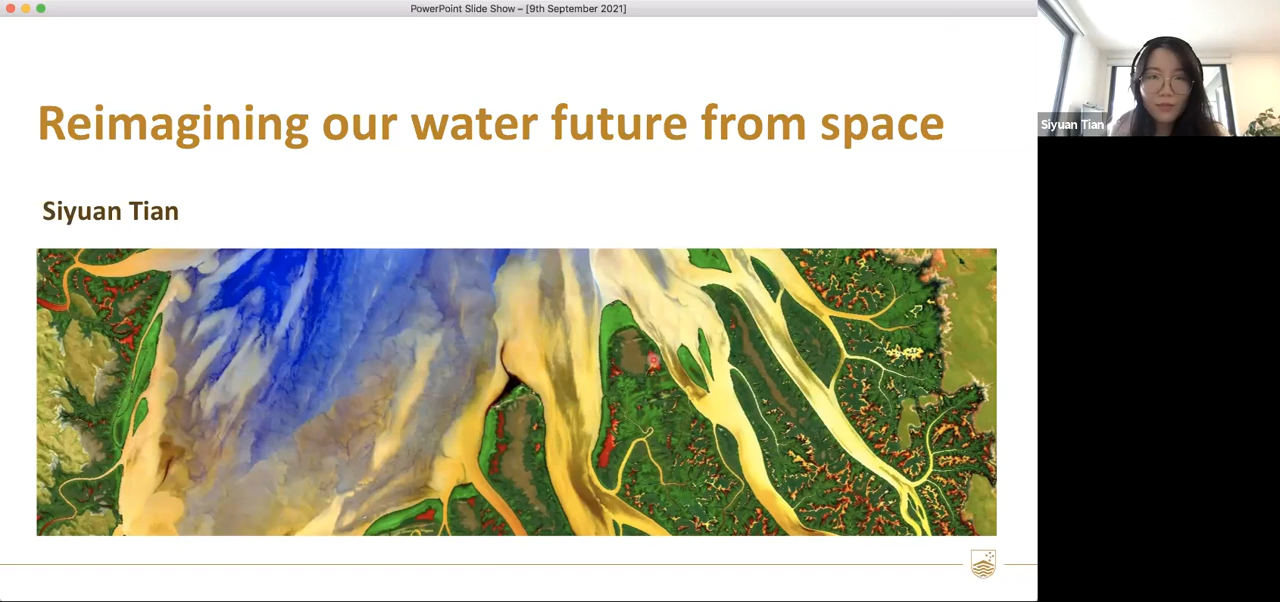 PowerPoint Slide Show – [9th September 2021]
Reimagining our water future from space
Siyuan Tian
Siyuan Tian